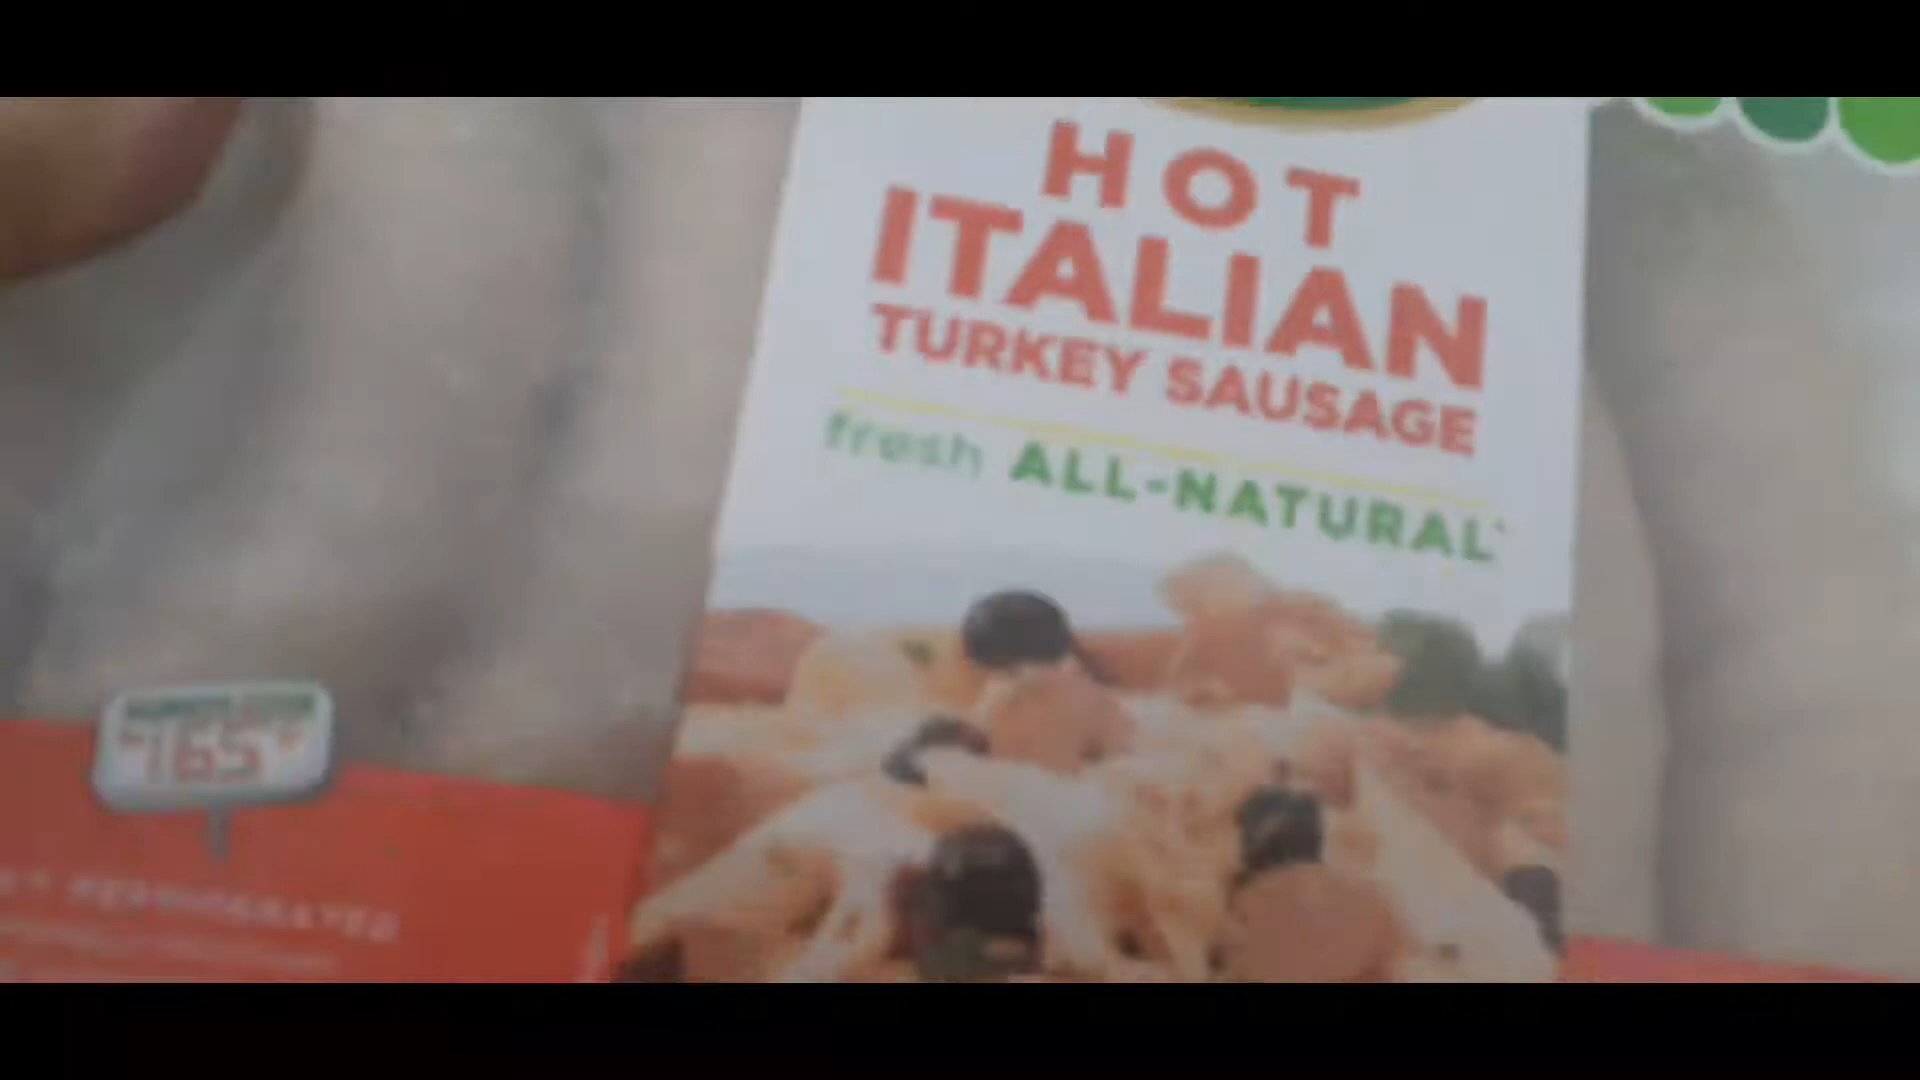 HOT
ITALIAN
TURKEY SAUSAGE
fresh ALL-NATURAL*
165°